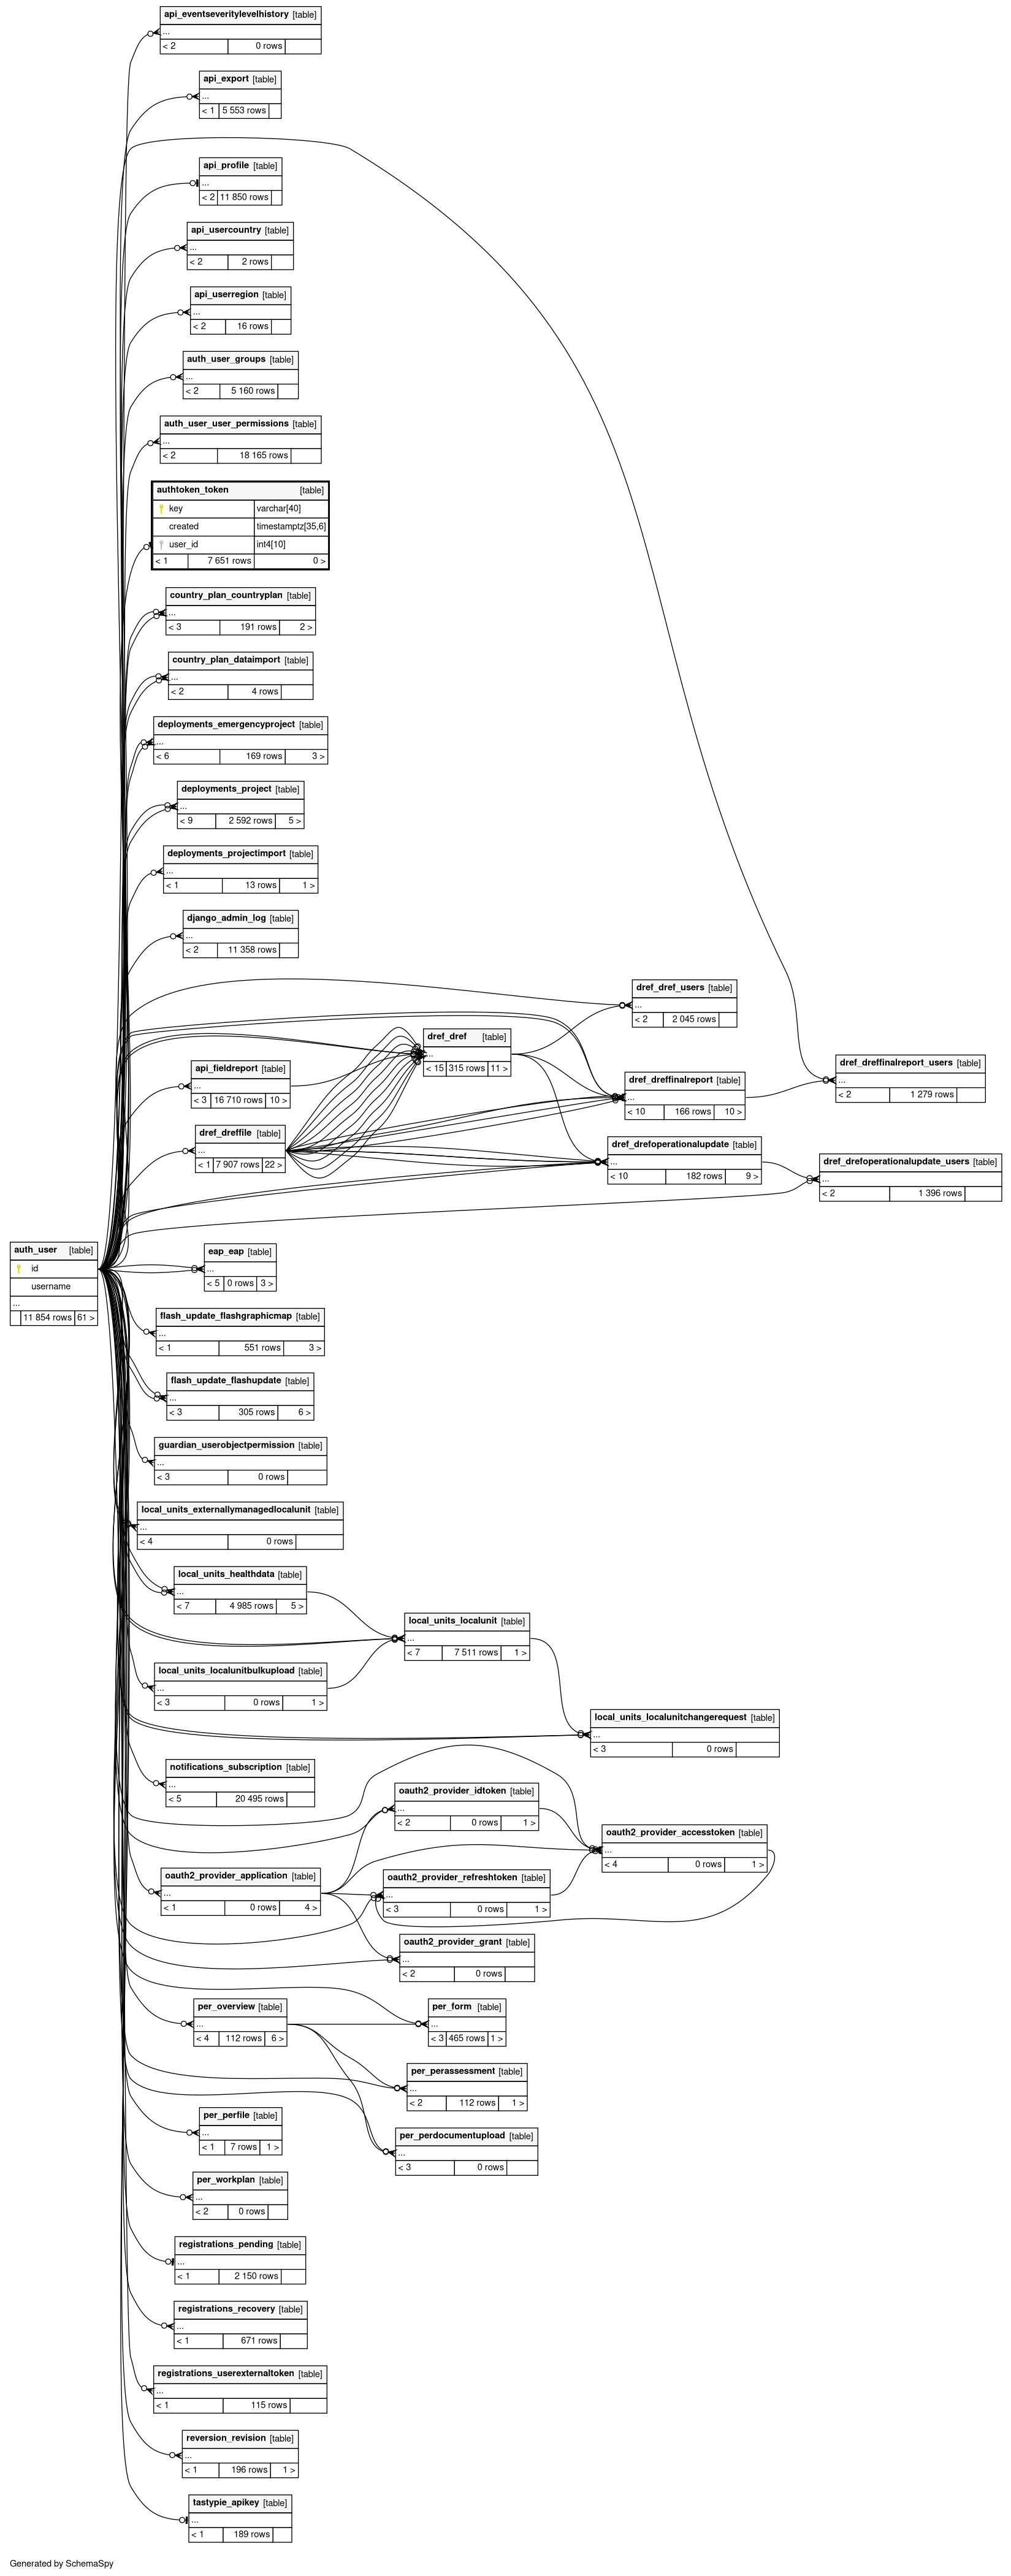 api_eventseveritylevelhistory [table]
...
< 2 0 rows
api_export [table]
...
< 1 5 553 rows
api_profile [table]
...
< 2 11 850 rows
api_usercountry [table]
...
< 2 2 rows
api_userregion [table]
...
< 2 16 rows
auth_user_groups [table]
...
< 2 5 160 rows
auth_user_user_permissions [table]
...
< 2 18 165 rows
authtoken_token [table]
key varchar[40]
created timestamptz[35,6]
user_id int4[10]
< 1 7 651 rows 0 >
country_plan_countryplan [table]
...
< 3 191 rows 2 >
country_plan_dataimport [table]
...
< 2 4 rows
deployments_emergencyproject [table]
...
< 6 169 rows 3 >
deployments_project [table]
...
< 9 2 592 rows 5 >
deployments_projectimport [table]
...
< 1 13 rows 1 >
django_admin_log [table]
...
< 2 11 358 rows
dref_dref_users [table]
...
< 2 2 045 rows
dref_dref [table]
...
< 15 315 rows 11 >
api_fieldreport [table]
...
< 3 16 710 rows 10 >
dref_dreffinalreport_users [table]
...
< 2 1 279 rows
dref_dreffinalreport [table]
...
< 10 166 rows 10 >
dref_dreffile [table]
...
< 1 7 907 rows 22 >
dref_drefoperationalupdate [table]
...
< 10 182 rows 9 >
dref_drefoperationalupdate_users [table]
...
< 2 1 396 rows
auth_user [table]
id
username
...
11 854 rows 61 >
eap_eap [table]
...
< 5 0 rows 3 >
flash_update_flashgraphicmap [table]
...
< 1 551 rows 3 >
flash_update_flashupdate [table]
...
< 3 305 rows 6 >
guardian_userobjectpermission [table]
...
< 3 0 rows
local_units_externallymanagedlocalunit [table]
...
< 4 0 rows
local_units_healthdata [table]
...
< 7 4 985 rows 5 >
local_units_localunit [table]
...
< 7 7 511 rows 1 >
local_units_localunitbulkupload [table]
...
< 3 0 rows 1 >
local_units_localunitchangerequest [table]
...
< 3 0 rows
notifications_subscription [table]
...
< 5 20 495 rows
oauth2_provider_idtoken [table]
...
< 2 0 rows 1 >
oauth2_provider_accesstoken [table]
...
< 4 0 rows 1 >
oauth2_provider_application [table]
...
< 1 0 rows 4 >
oauth2_provider_refreshtoken [table]
...
< 3 0 rows 1 >
oauth2_provider_grant [table]
...
< 2 0 rows
per_overview [table]
...
< 4 112 rows 6 >
per_form [table]
...
< 3 465 rows 1 >
per_perassessment [table]
...
< 2 112 rows 1 >
per_perfile [table]
...
< 1 7 rows 1 >
per_perdocumentupload [table]
...
< 3 0 rows
per_workplan [table]
...
< 2 0 rows
registrations_pending [table]
...
< 1 2 150 rows
registrations_recovery [table]
...
< 1 671 rows
registrations_userexternaltoken [table]
...
< 1 115 rows
reversion_revision [table]
...
< 1 196 rows 1 >
tastypie_apikey [table]
...
< 1 189 rows
Generated by SchemaSpy